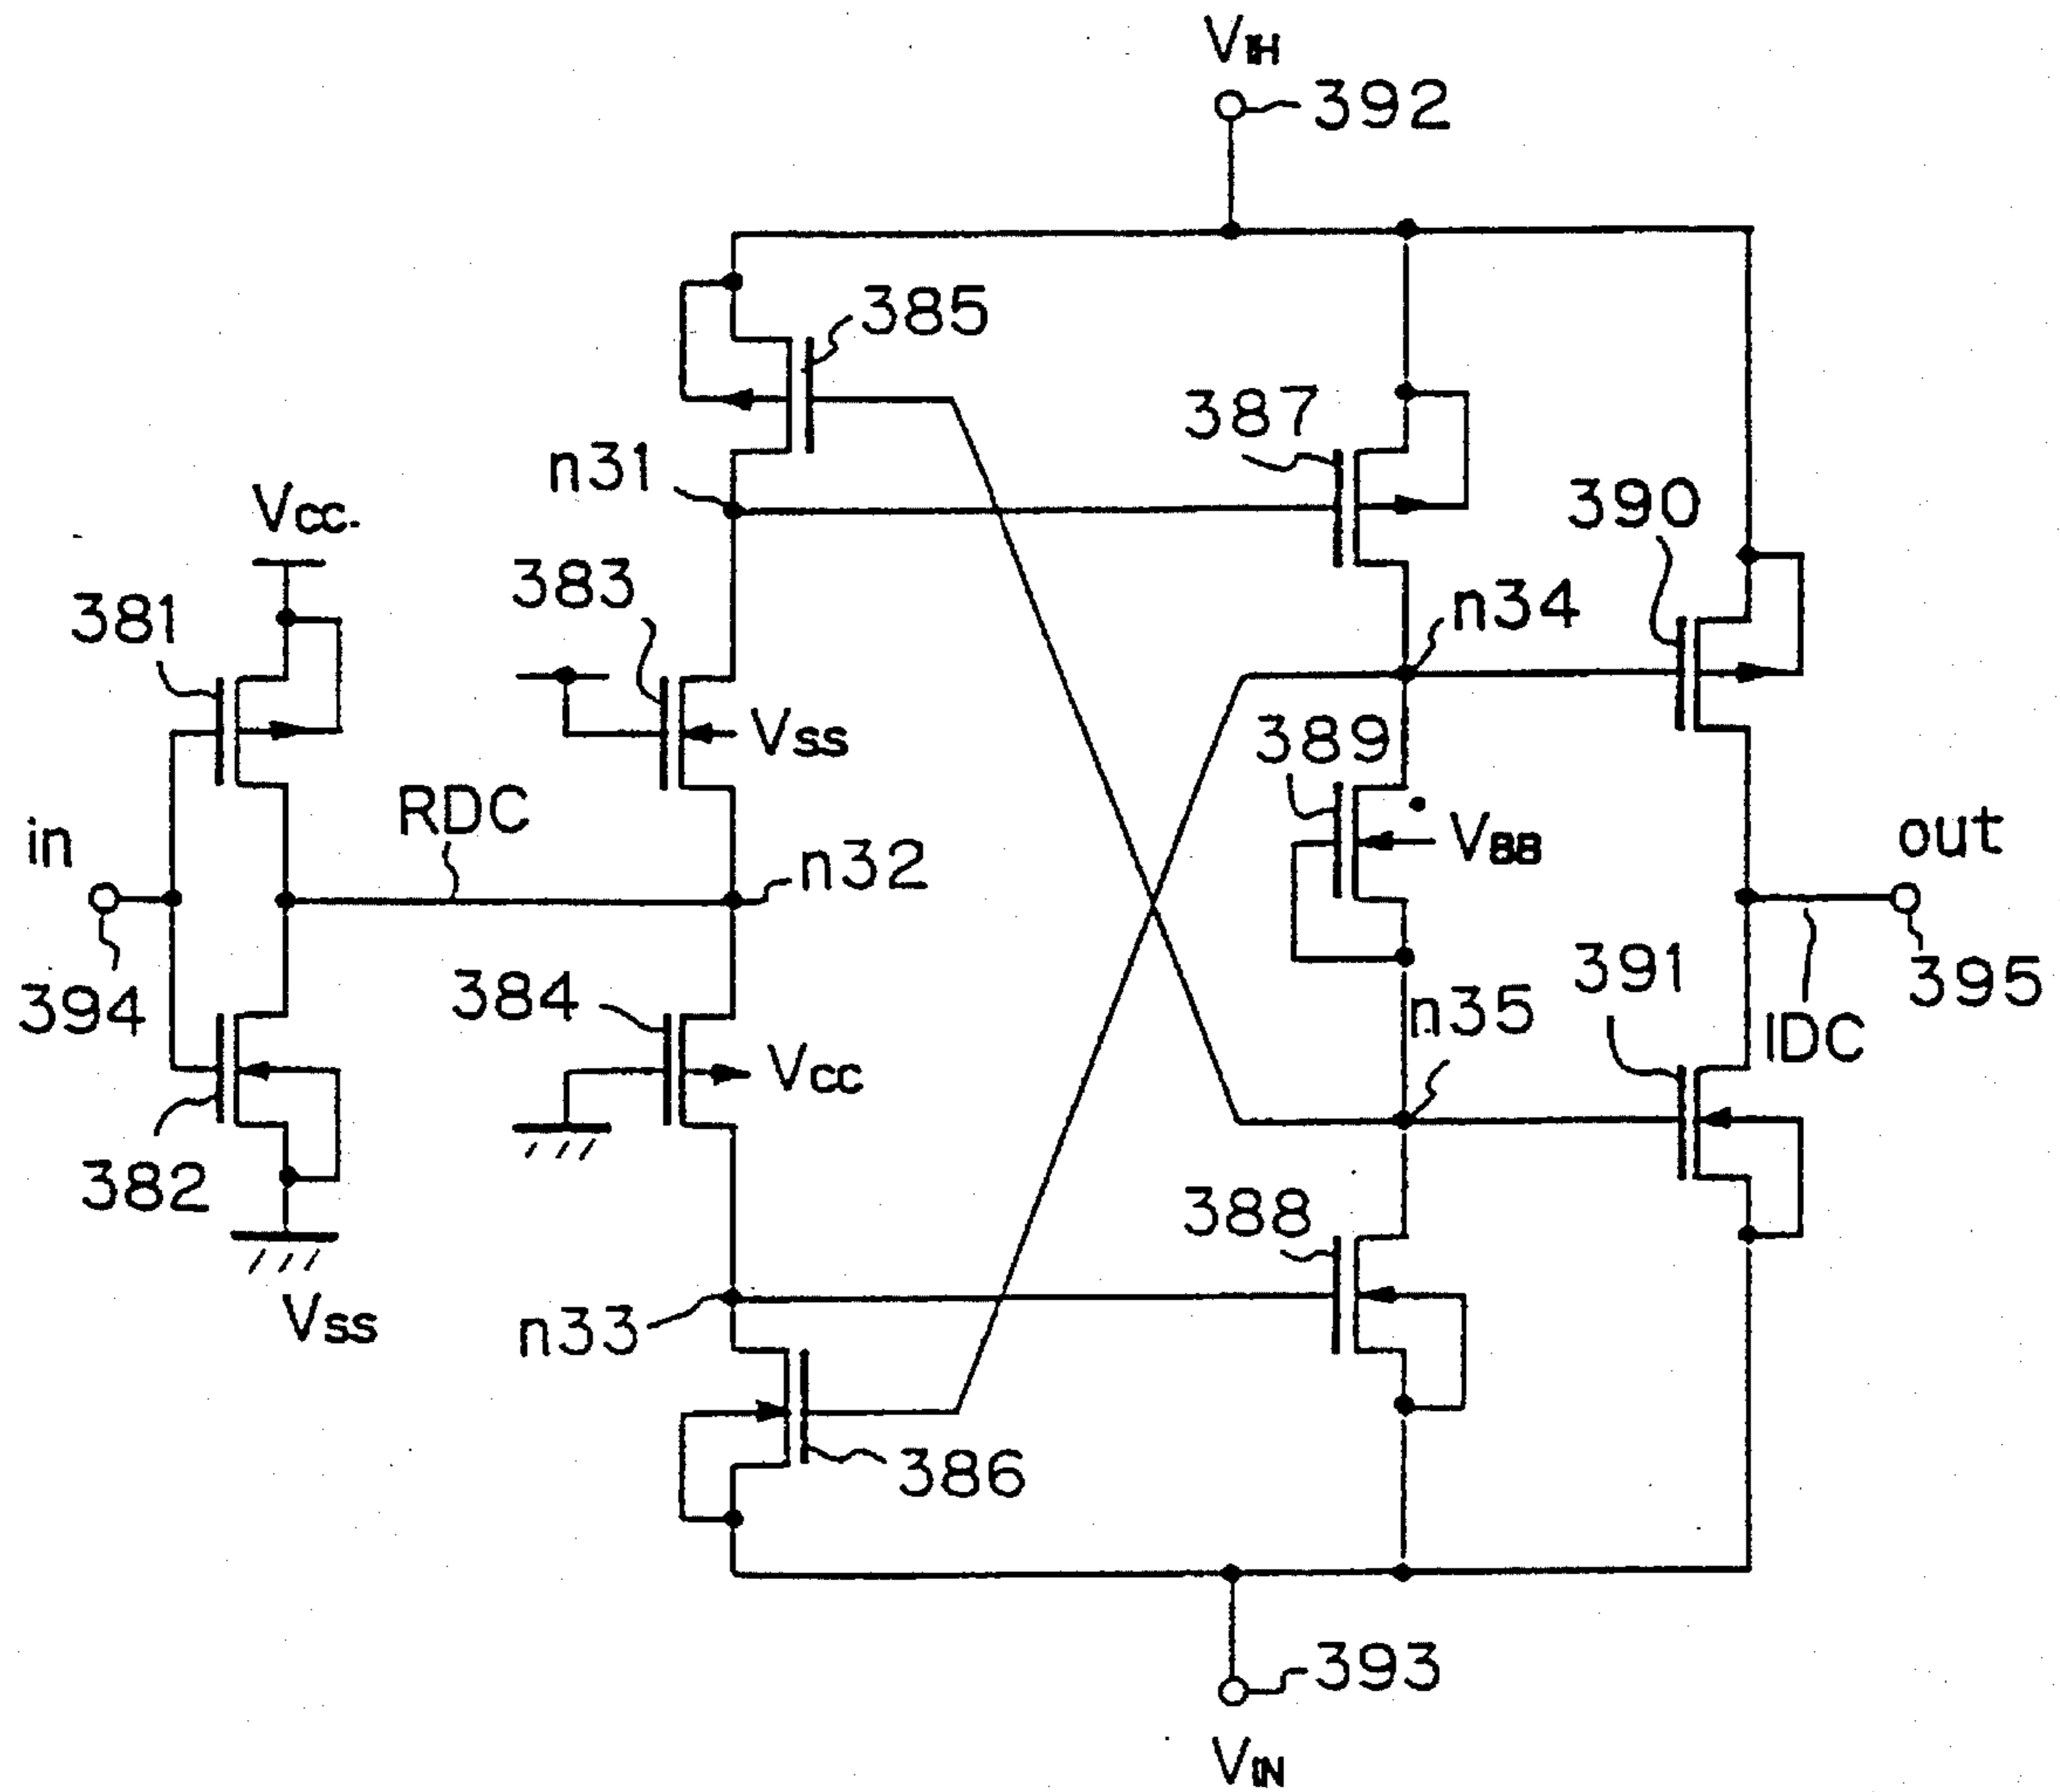 VIH
392
385
387
n31
390
Vcc.
383
381
n34
VSS
389
RDC
in
n32
VBB
out
391
384
n35
395
394
IDC
Vcc
382
388
n33
VSS
386
393
VIN